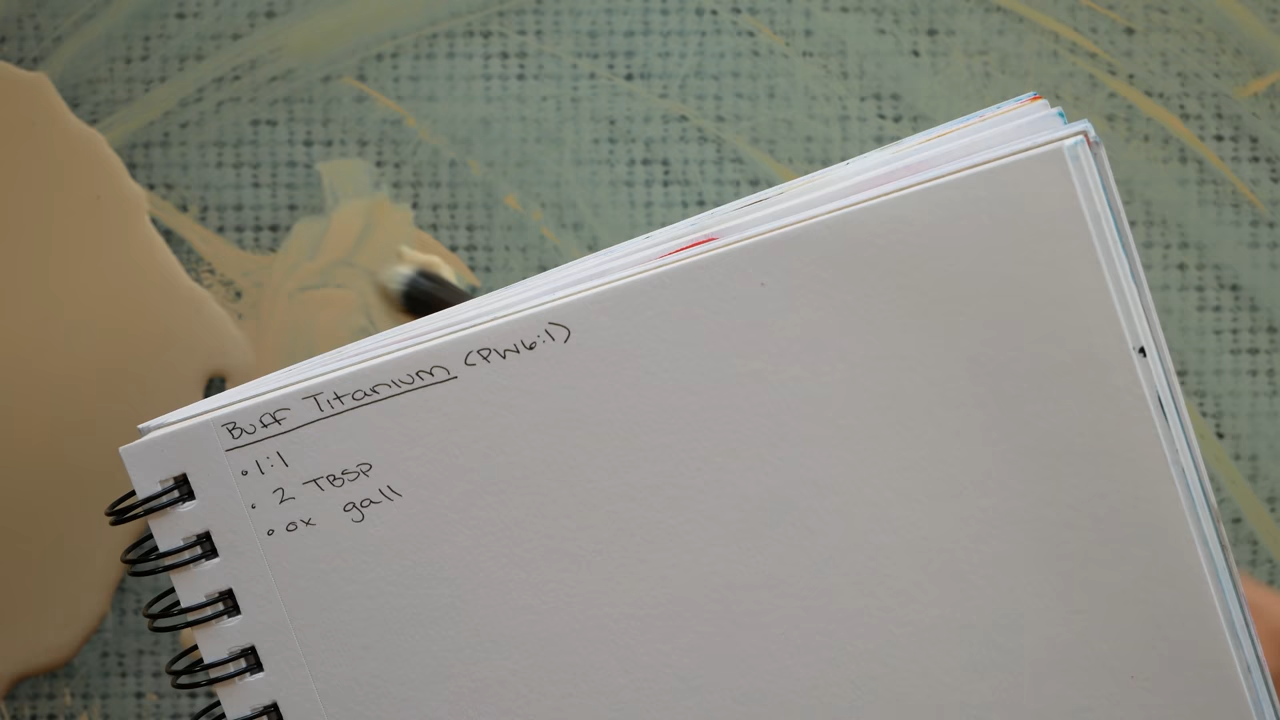 Buff Titanium (PW6:1)
• 1:1
• 2 TBSP
• ox gall